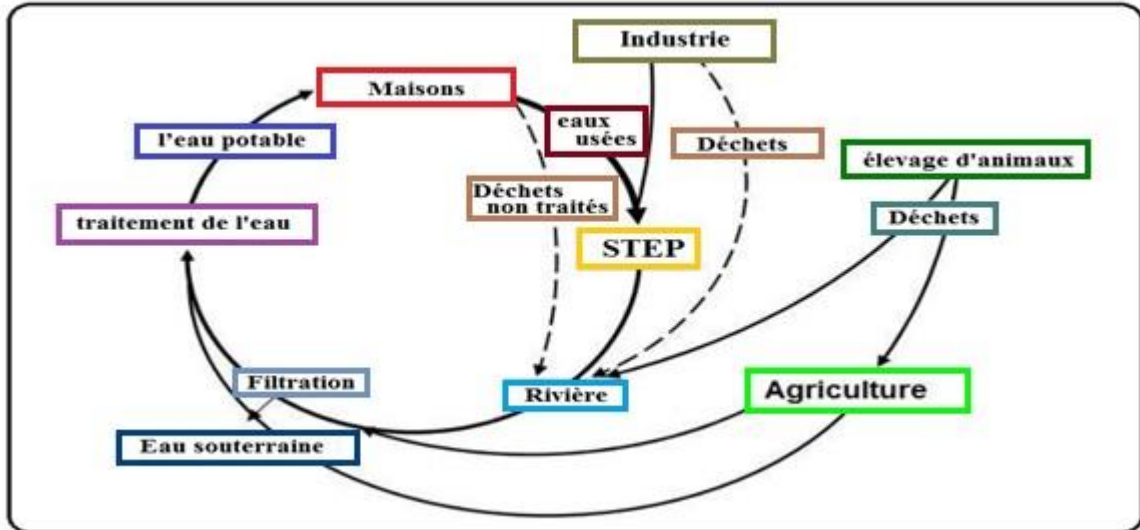 Industrie
Maisons
eaux
usées
l'eau potable
Déchets
élevage d'animaux
Déchets
non traités
traitement de l'eau
Déchets
STEP
Filtration
Rivière
Agriculture
Eau souterraine